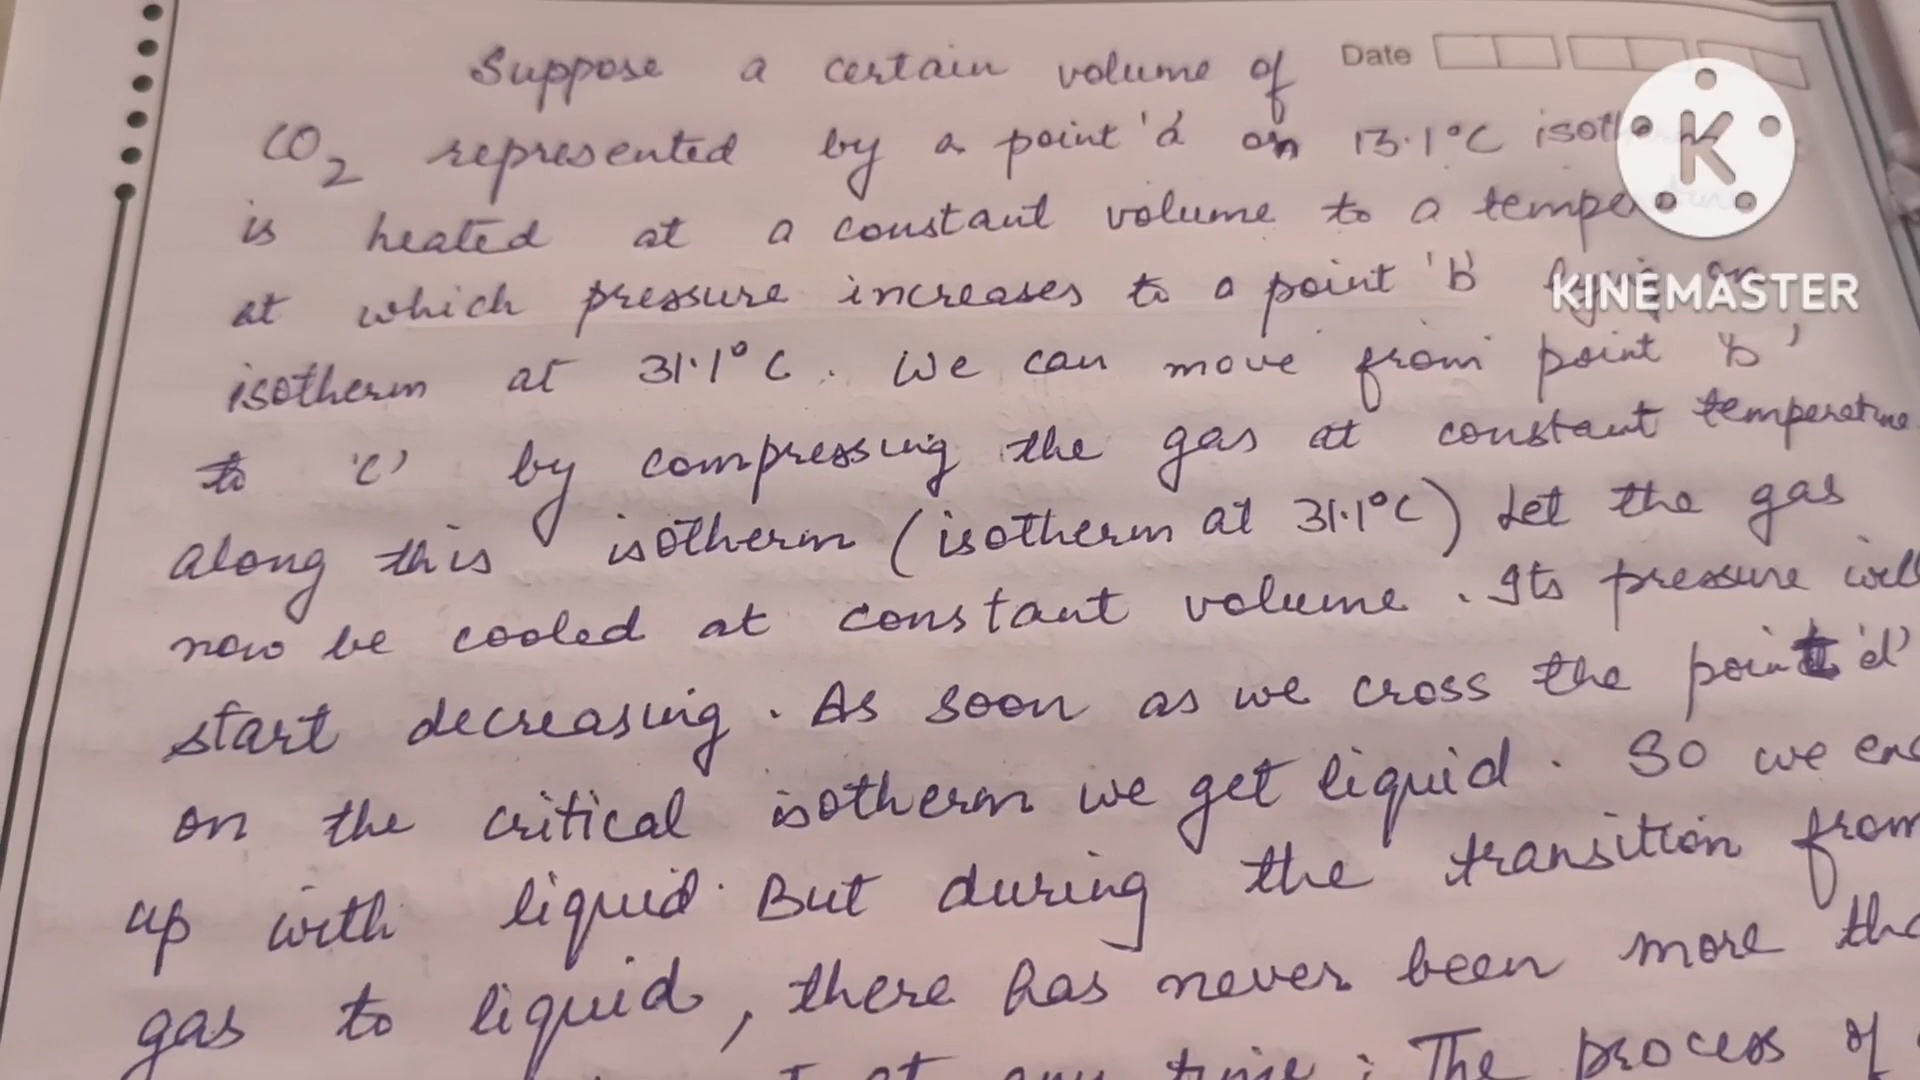 Date
Suppose a certain volume of
CO2 represented by a point 'a' on 13.1°C
is heated at a constant volume to a
at which pressure increases to a point 'b'
isotherm at 31.1°C. We can move from point 'b'
to 'c' by compressing the gas at constant temperature
along this isotherm (isotherm at 31.1°C) Let the gas
now be cooled at constant volume. Its pressure will
start decreasing. As soon as we cross the point 'd'
on the critical isotherm we get liquid. So we
up with liquid. But during the transition from
gas to liquid, there has never been more
at any time: The process of
K
KINEMASTER